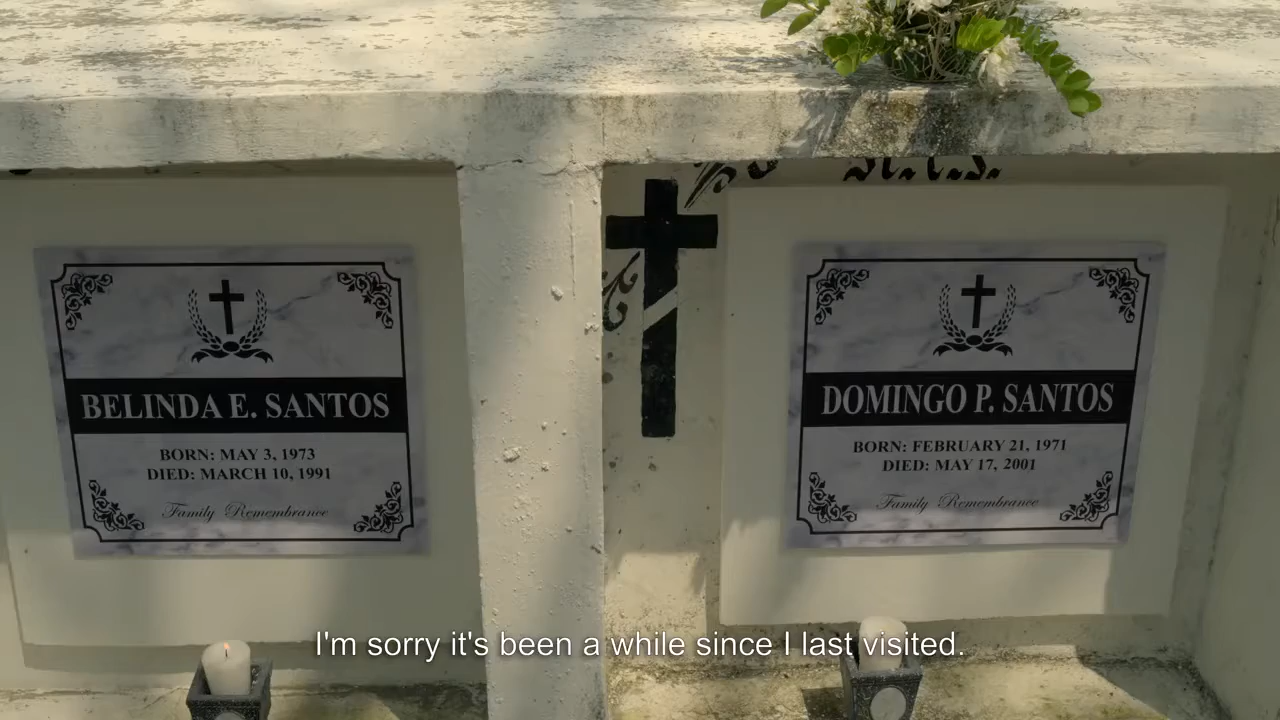 BELINDA E. SANTOS
BORN: MAY 3, 1973
DIED: MARCH 10, 1991
Family Remembrance
DOMINGO P. SANTOS
BORN: FEBRUARY 21, 1971
DIED: MAY 17, 2001
Family Remembrance
I'm sorry it's been a while since I last visited.